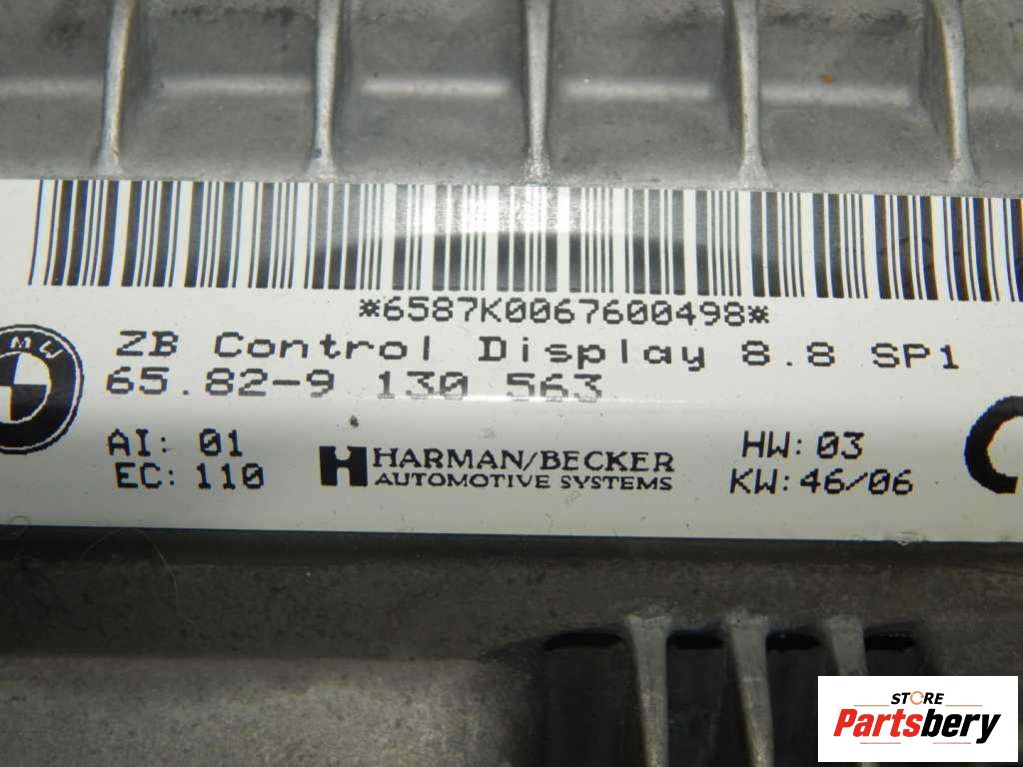 *6587K0067600498*
BMW
ZB Control Display 8.8 SP1
65.82-9 130 563
AI: 01
EC: 110
HARMAN/BECKER
AUTOMOTIVE SYSTEMS
HW: 03
KW: 46/06
STORE
Partsbery